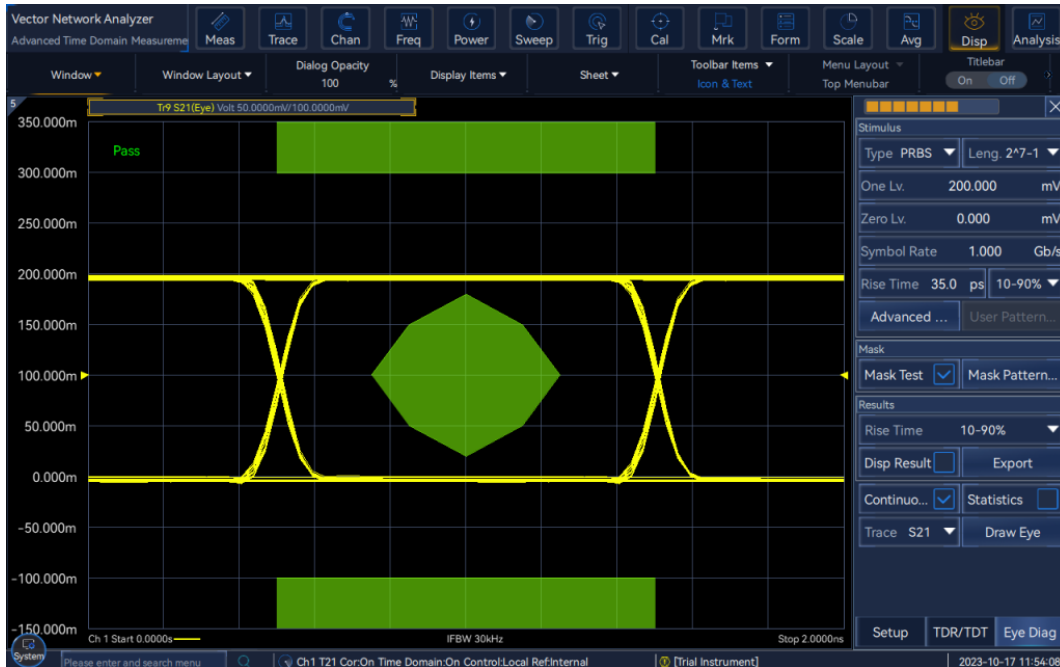 Vector Network Analyzer
Advanced Time Domain Measureme
Meas Trace Chan Freq Power Sweep Trig Cal Mrk Form Scale Avg Disp Analysis
Window Window Layout Dialog Opacity Display Items Sheet Toolbar Items Menu Layout Titlebar
100 % Icon & Text Top Menubar On Off
5
Tr9 S21(Eye) Volt 50.0000mV/100.0000mV
Pass
350.000m
300.000m
250.000m
200.000m
150.000m
100.000m
50.000m
0.000m
-50.000m
-100.000m
-150.000m
Ch 1 Start 0.0000s IFBW 30kHz Stop 2.0000ns
Stimulus
Type PRBS Leng. 2^7-1
One Lv. 200.000 mV
Zero Lv. 0.000 mV
Symbol Rate 1.000 Gb/s
Rise Time 35.0 ps 10-90%
Advanced ... User Pattern...
Mask
Mask Test Mask Pattern...
Results
Rise Time 10-90%
Disp Result Export
Continuo... Statistics
Trace S21 Draw Eye
Setup TDR/TDT Eye Diag
System Please enter and search menu Ch1 T21 Cor:On Time Domain:On Control:Local Ref:Internal [Trial Instrument] 2023-10-17 11:54:08